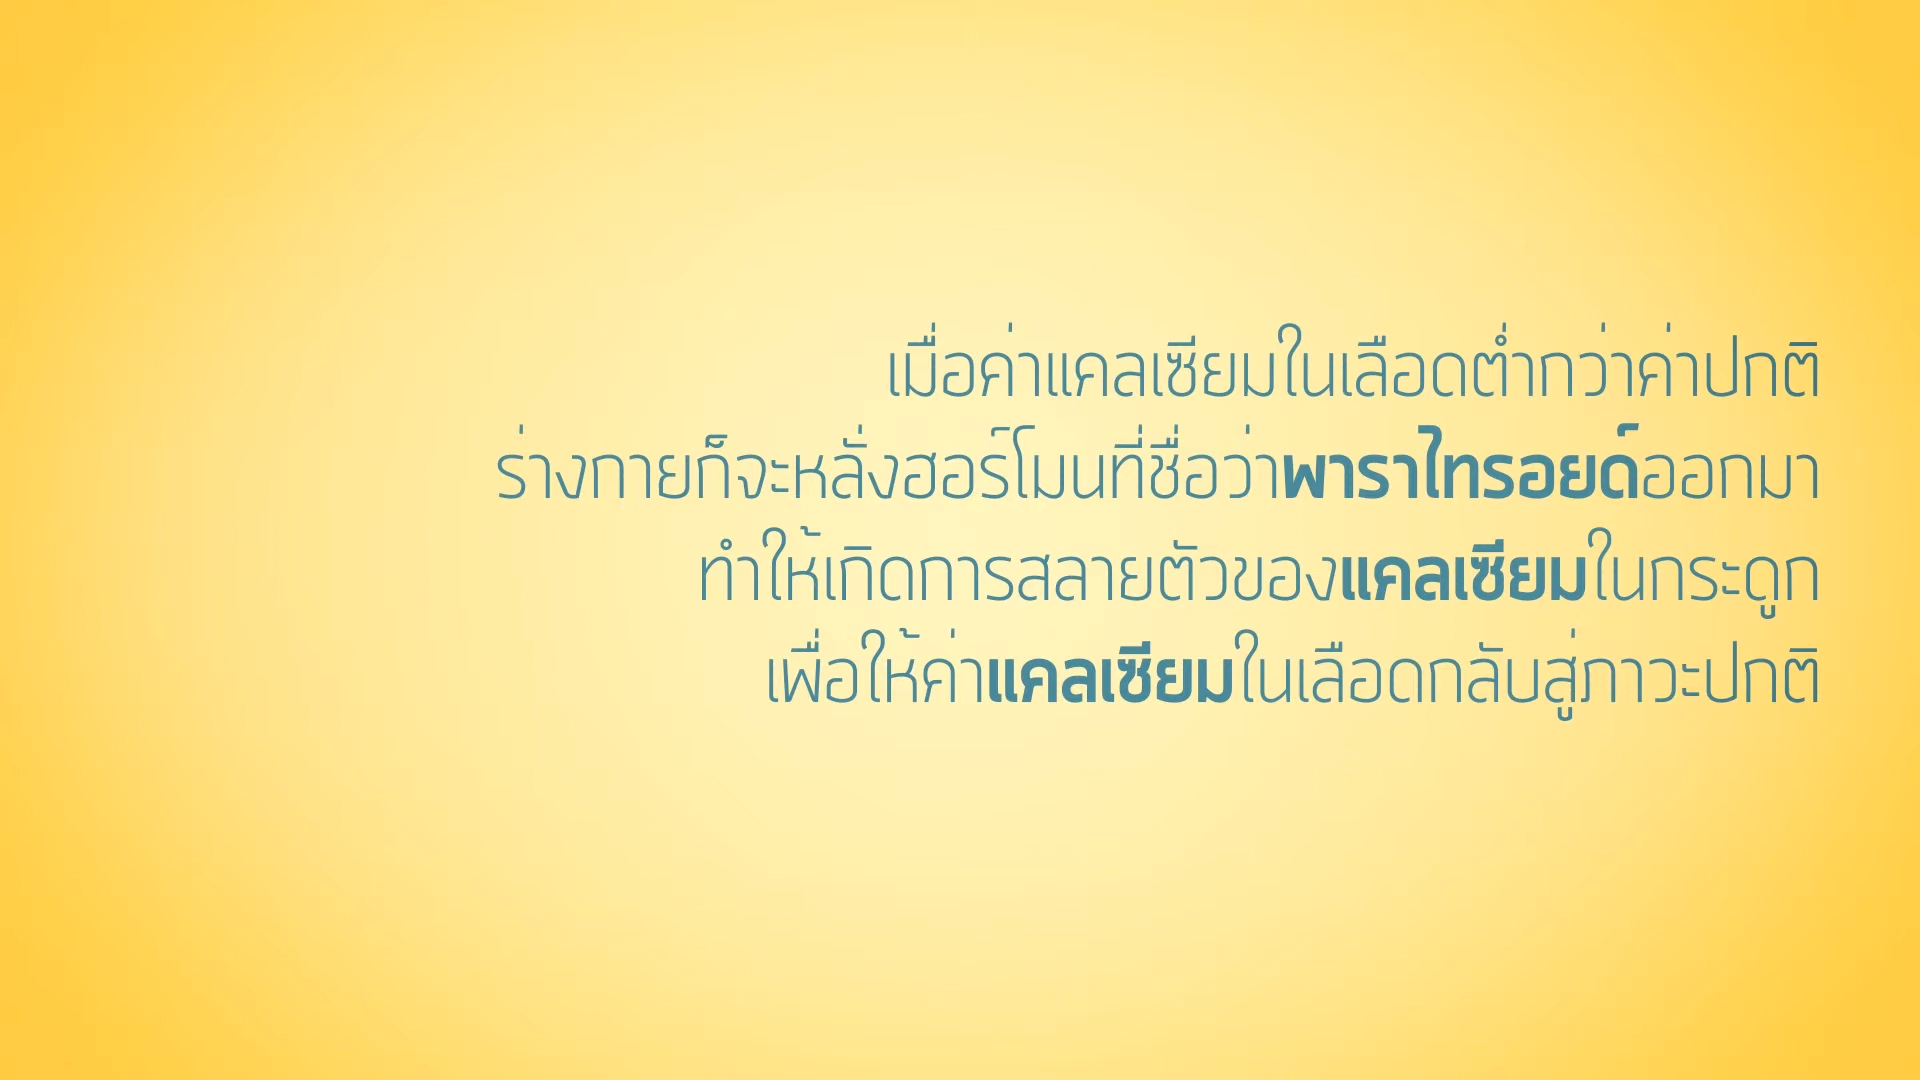 เมื่อค่าแคลเซียมในเลือดต่ำกว่าค่าปกติ
ร่างกายก็จะหลั่งฮอร์โมนที่ชื่อว่าพาราไทรอยด์ออกมา
ทำให้เกิดการสลายตัวของแคลเซียมในกระดูก
เพื่อให้ค่าแคลเซียมในเลือดกลับสู่ภาวะปกติ